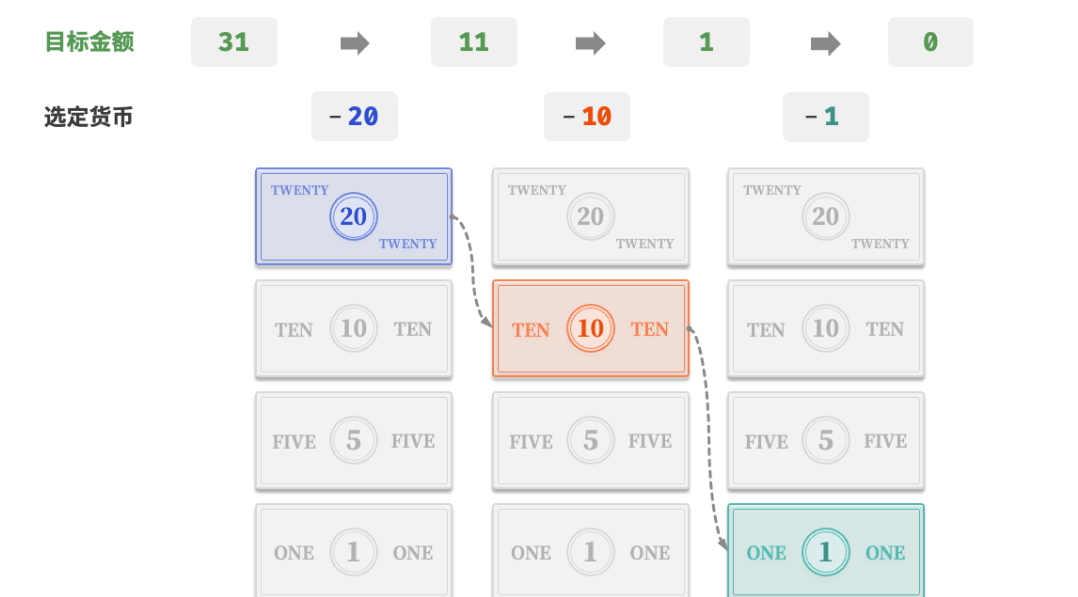 目标金额 31 11 1 0
选定货币 -20 -10 -1
TWENTY TWENTY TWENTY
20 20 20
TWENTY TWENTY TWENTY
TEN 10 TEN TEN 10 TEN TEN 10 TEN
FIVE 5 FIVE FIVE 5 FIVE FIVE 5 FIVE
ONE 1 ONE ONE 1 ONE ONE 1 ONE